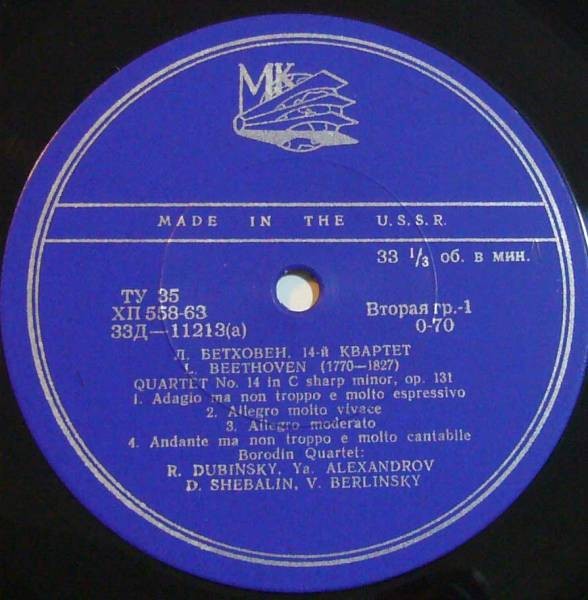 МК
MADE IN THE U.S.S.R.
33 1/3 об. в мин.
ТУ 35
ХП 558-63
33Д—11213(а)
Вторая гр.-1
0-70
Л. БЕТХОВЕН, 14-й КВАРТЕТ
L. BEETHOVEN (1770—1827)
QUARTET No. 14 in C sharp minor, op. 131
1. Adagio ma non troppo e molto espressivo
2. Allegro molto vivace
3. Allegro moderato
4. Andante ma non troppo e molto cantabile
Borodin Quartet:
R. DUBINSKY, Ya. ALEXANDROV
D. SHEBALIN, V. BERLINSKY